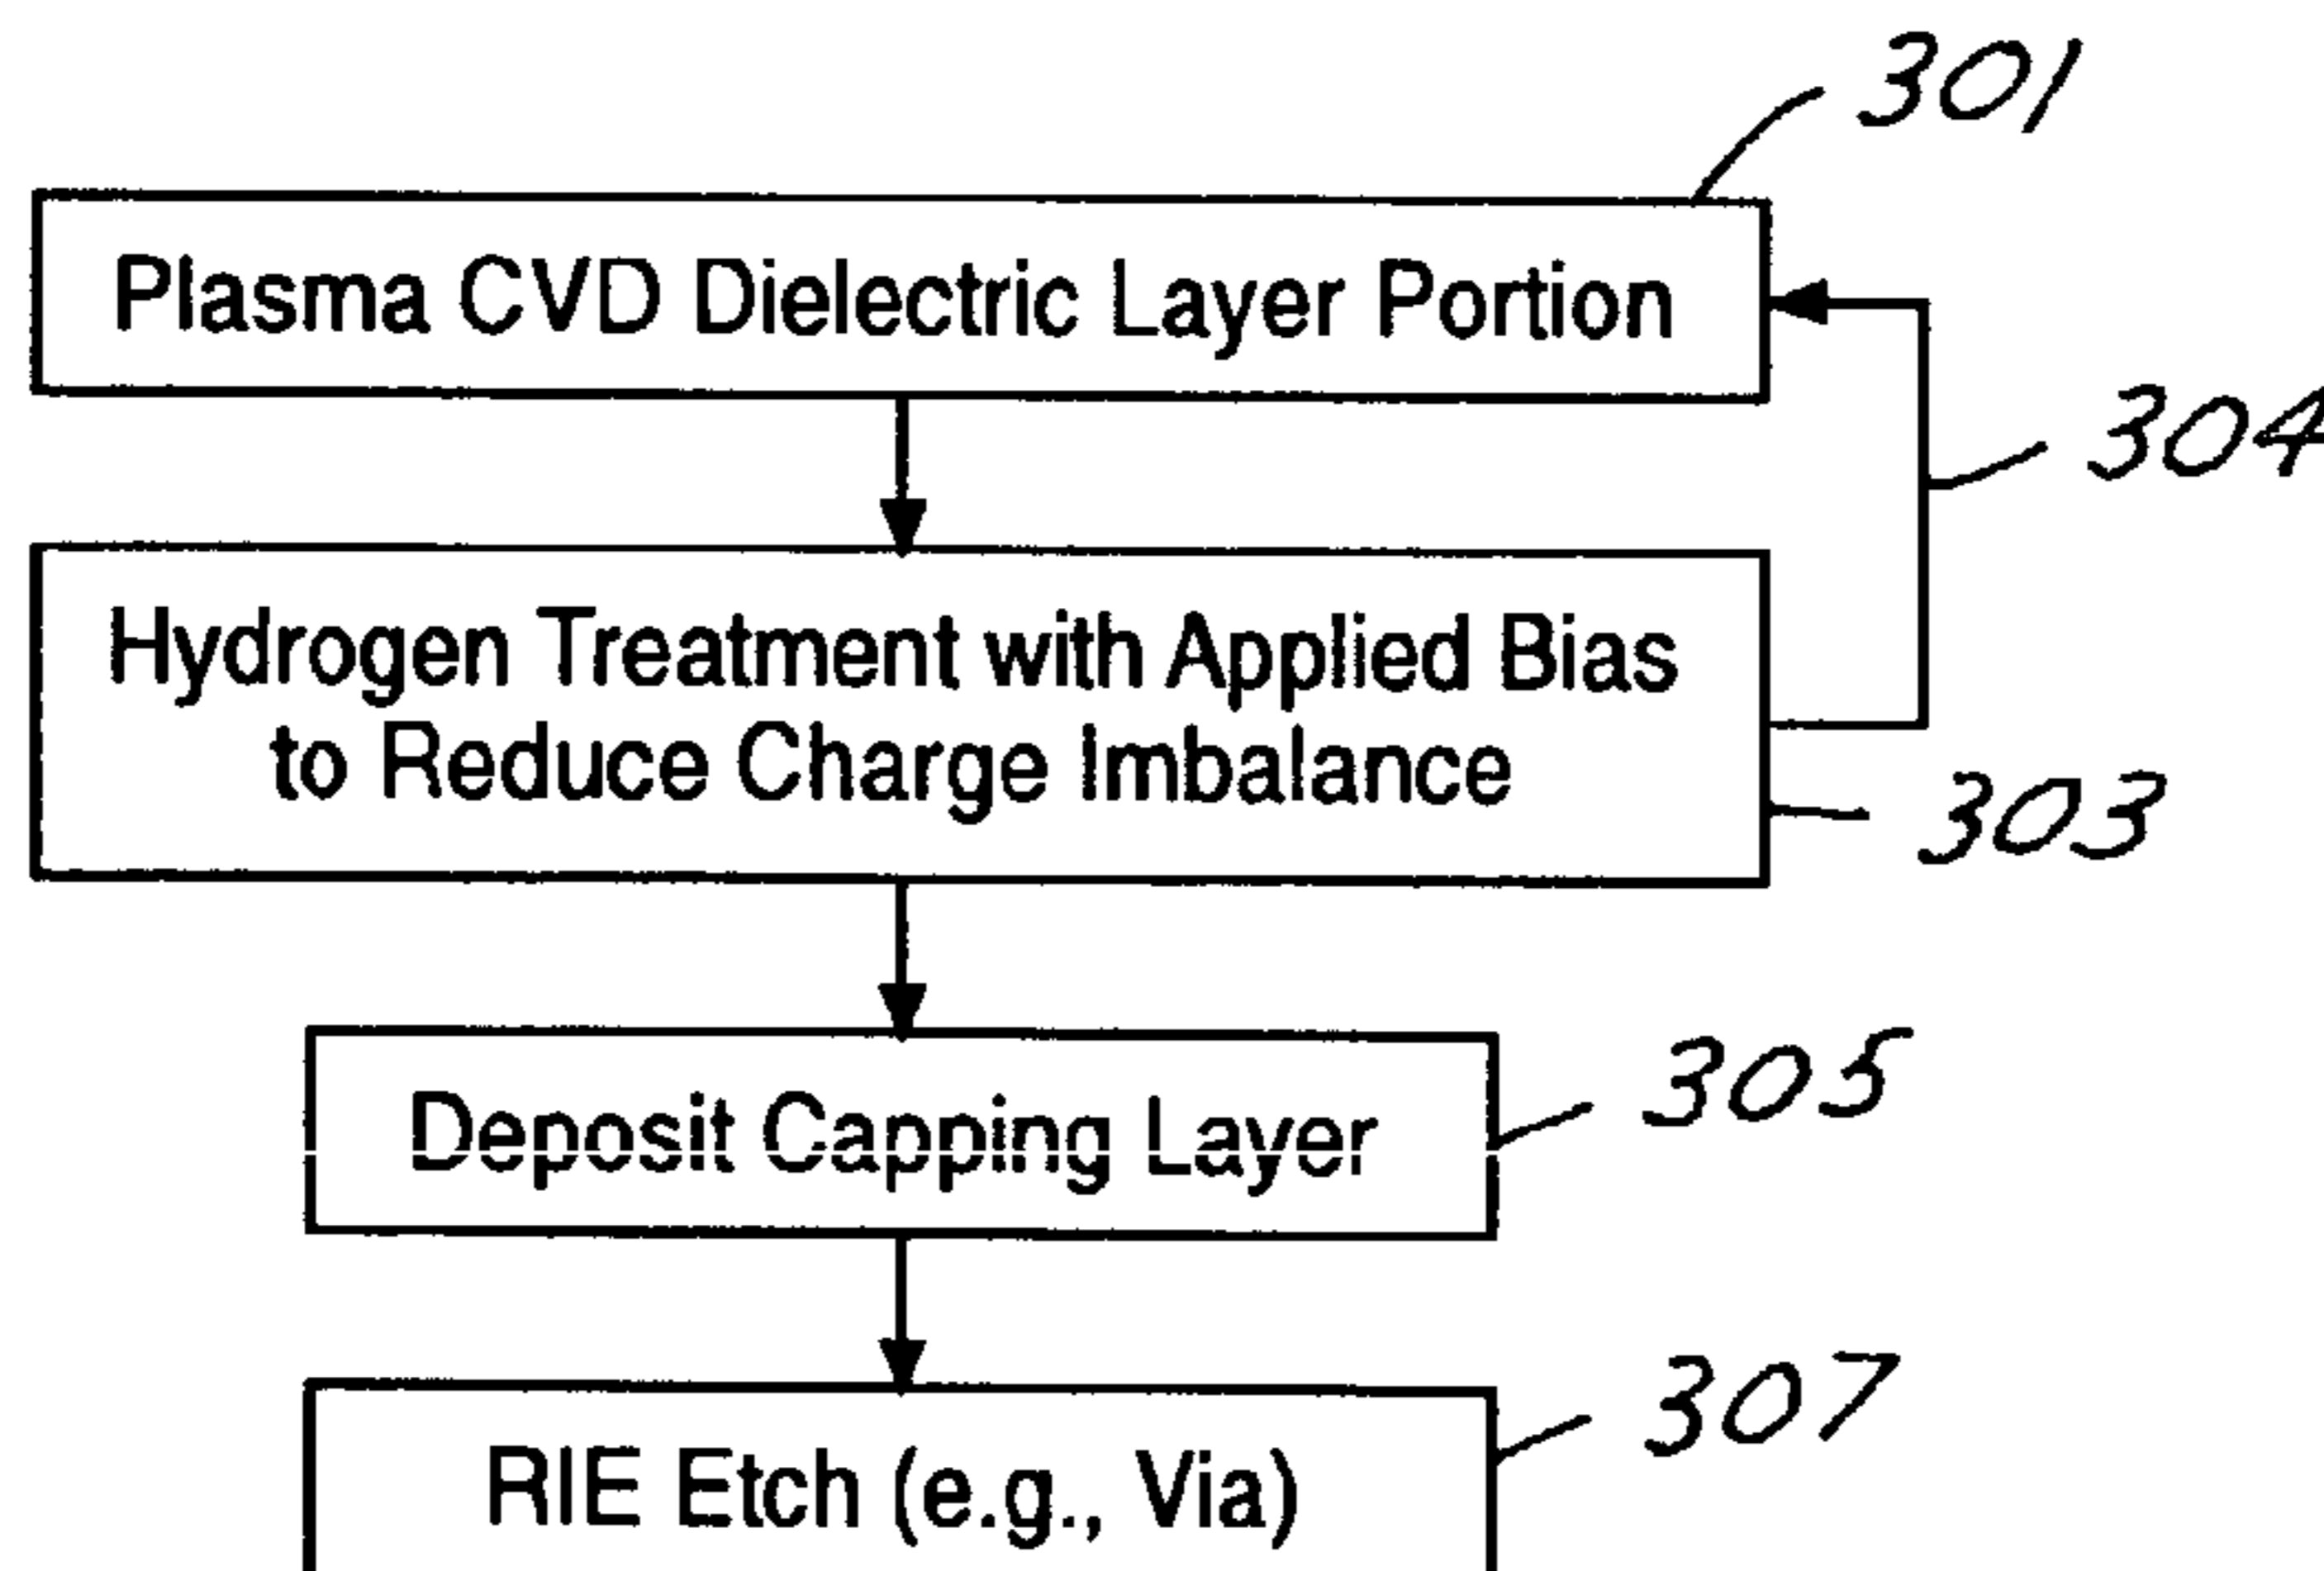 301
Plasma CVD Dielectric Layer Portion
304
Hydrogen Treatment with Applied Bias
to Reduce Charge Imbalance
303
Deposit Capping Layer
305
RIE Etch (e.g., Via)
307